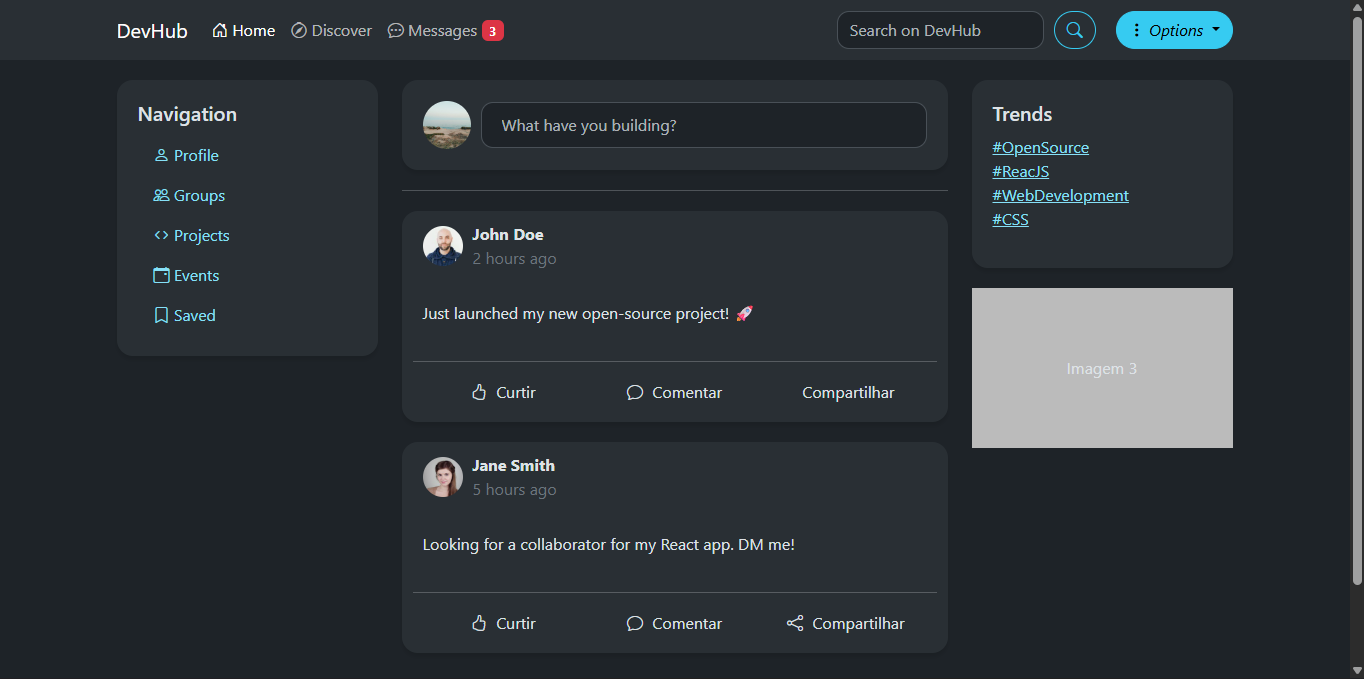 DevHub Home Discover Messages 3 Search on DevHub Options
Navigation
Profile
Groups
Projects
Events
Saved
What have you building?
John Doe
2 hours ago
Just launched my new open-source project! 🚀
Curtir Comentar Compartilhar
Jane Smith
5 hours ago
Looking for a collaborator for my React app. DM me!
Curtir Comentar Compartilhar
Trends
#OpenSource
#ReacJS
#WebDevelopment
#CSS
Imagem 3